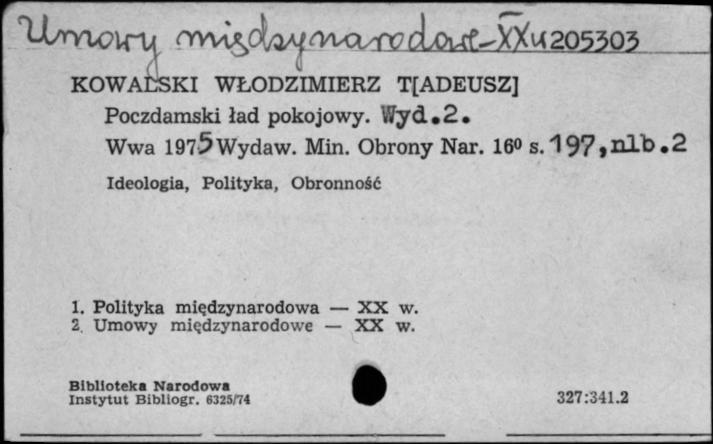 Umowy międzynarodowe-XXw 205303
KOWALSKI WŁODZIMIERZ T[ADEUSZ]
Poczdamski ład pokojowy. Wyd.2.
Wwa 1975 Wydaw. Min. Obrony Nar. 16⁰ s. 197, nlb.2
Ideologia, Polityka, Obronność
1. Polityka międzynarodowa — XX w.
2. Umowy międzynarodowe — XX w.
Biblioteka Narodowa
Instytut Bibliogr. 6325/74
327:341.2